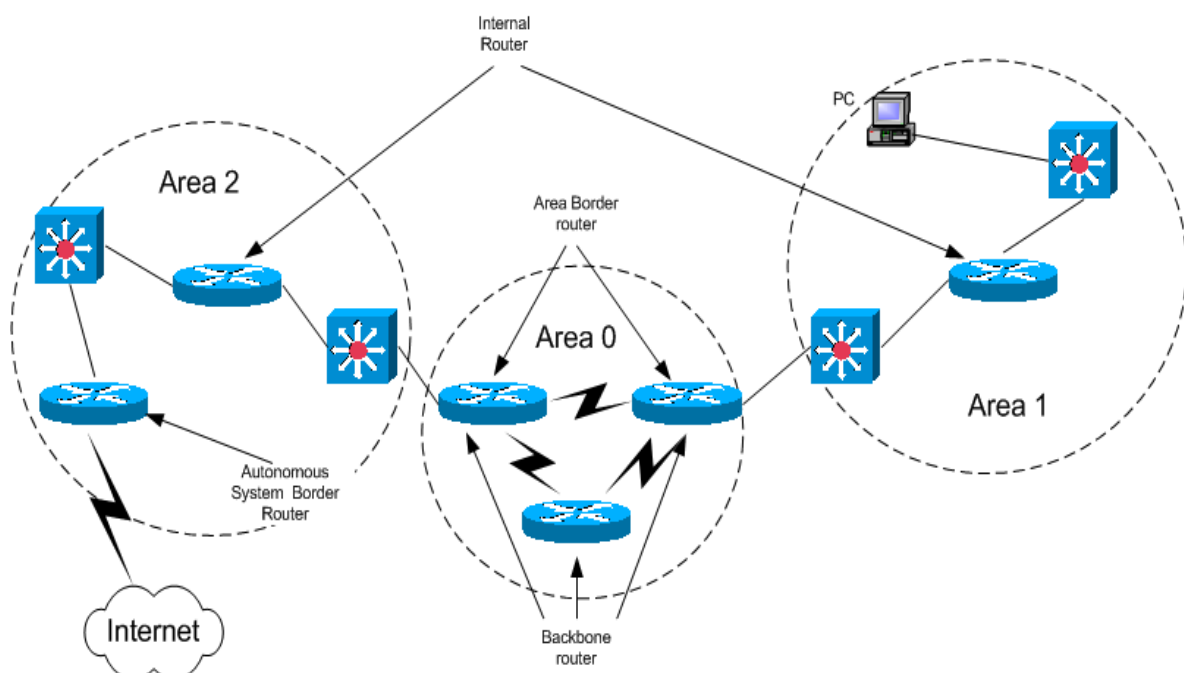 Internal
Router
PC
Area 2
Area Border
router
Area 0
Area 1
Autonomous
System Border
Router
Internet
Backbone
router